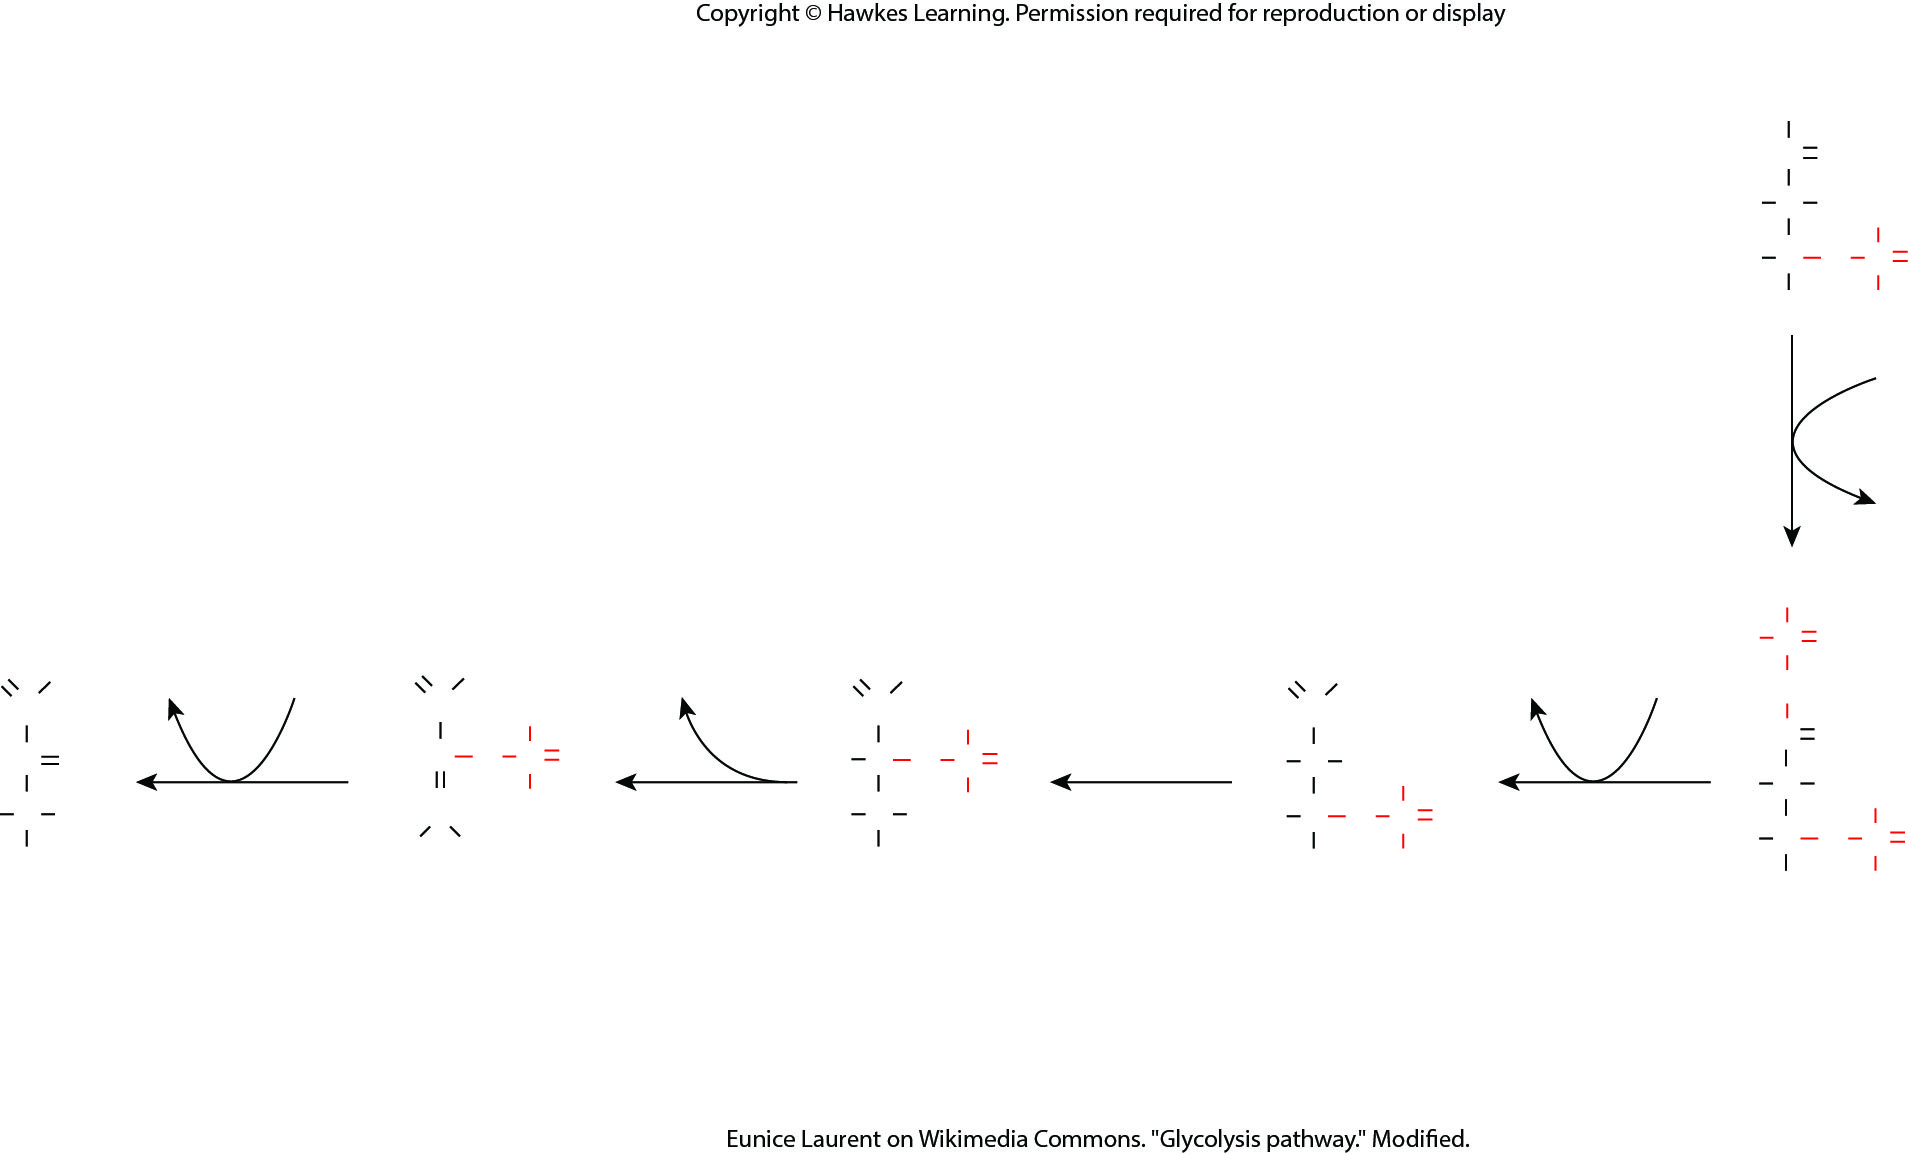 Copyright © Hawkes Learning. Permission required for reproduction or display
Eunice Laurent on Wikimedia Commons. "Glycolysis pathway." Modified.